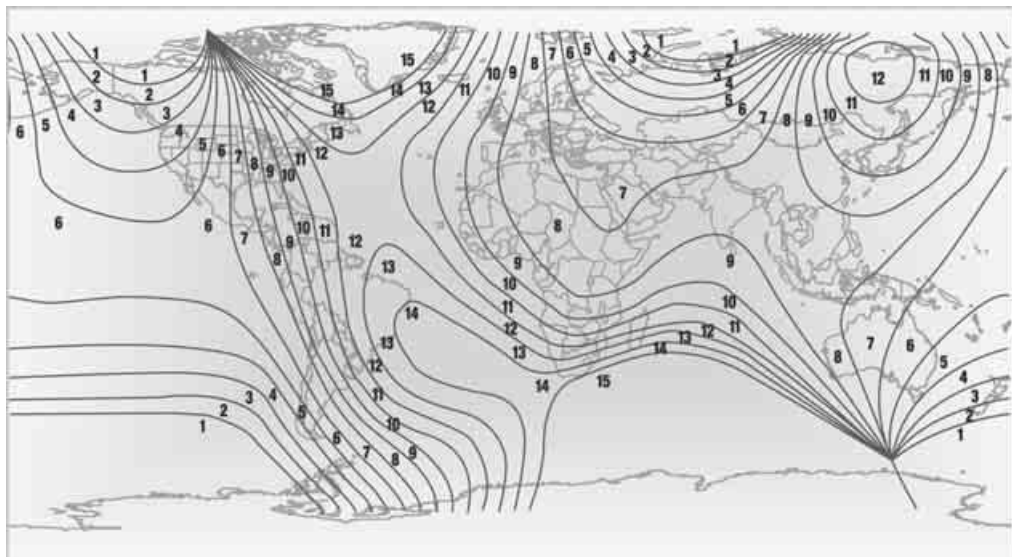 1 15 7 6 5 4 3 2 1 1
2 1 10 9 8 2 12 11 10 9 8
3 2 15 14 13 12 11 3 4 11
4 3 14 5 6 10
6 5 4 13 7 8 9
5 6 7 8 9 10 11 12
7
6 6 7 8 9 10 11 12 8
13 9 9
14 10 10
11 12 13 14 11 12 13
13 12 13 14 15 8 7 6 5
12 14 4
11 3
1 2 3 4 5 6 7 8 9 10 2 1